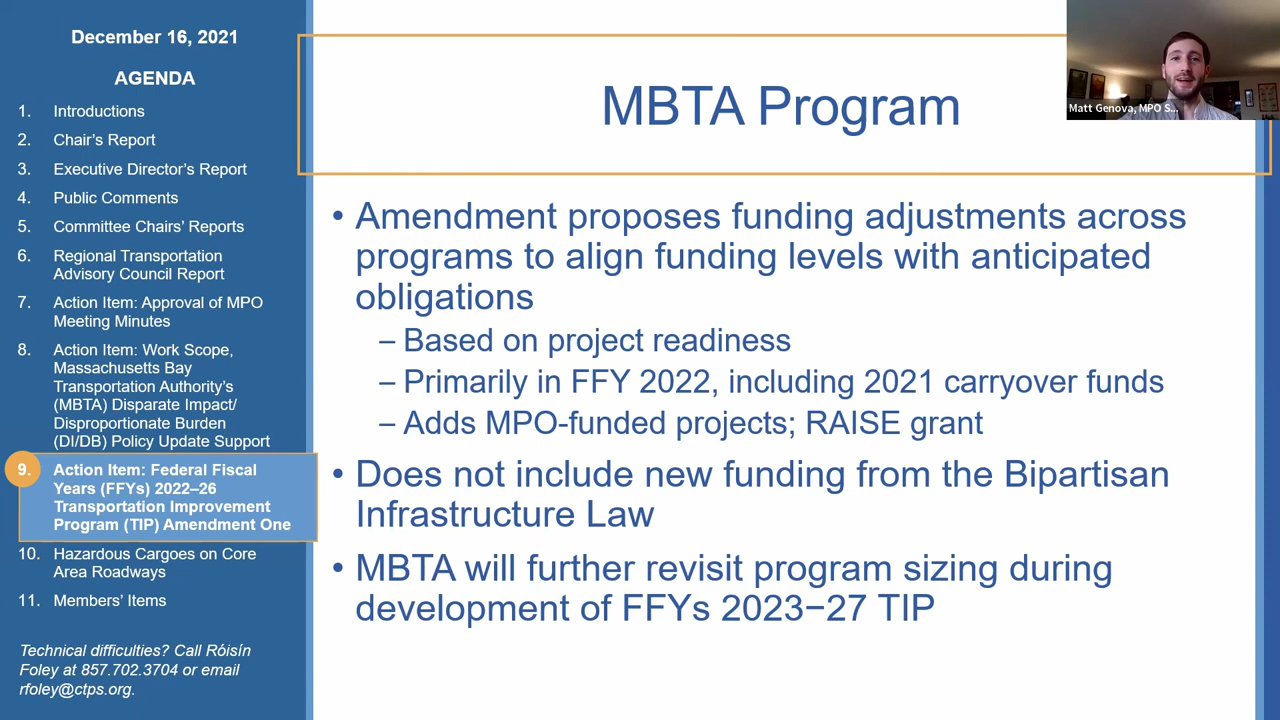 December 16, 2021
AGENDA
1. Introductions
2. Chair's Report
3. Executive Director's Report
4. Public Comments
5. Committee Chairs' Reports
6. Regional Transportation
Advisory Council Report
7. Action Item: Approval of MPO
Meeting Minutes
8. Action Item: Work Scope,
Massachusetts Bay
Transportation Authority's
(MBTA) Disparate Impact/
Disproportionate Burden
(DI/DB) Policy Update Support
9. Action Item: Federal Fiscal
Years (FFYs) 2022–26
Transportation Improvement
Program (TIP) Amendment One
10. Hazardous Cargoes on Core
Area Roadways
11. Members' Items
Technical difficulties? Call Róisín
Foley at 857.702.3704 or email
rfoley@ctps.org.
MBTA Program
Matt Genova, MPO S...
• Amendment proposes funding adjustments across
programs to align funding levels with anticipated
obligations
– Based on project readiness
– Primarily in FFY 2022, including 2021 carryover funds
– Adds MPO-funded projects; RAISE grant
• Does not include new funding from the Bipartisan
Infrastructure Law
• MBTA will further revisit program sizing during
development of FFYs 2023–27 TIP